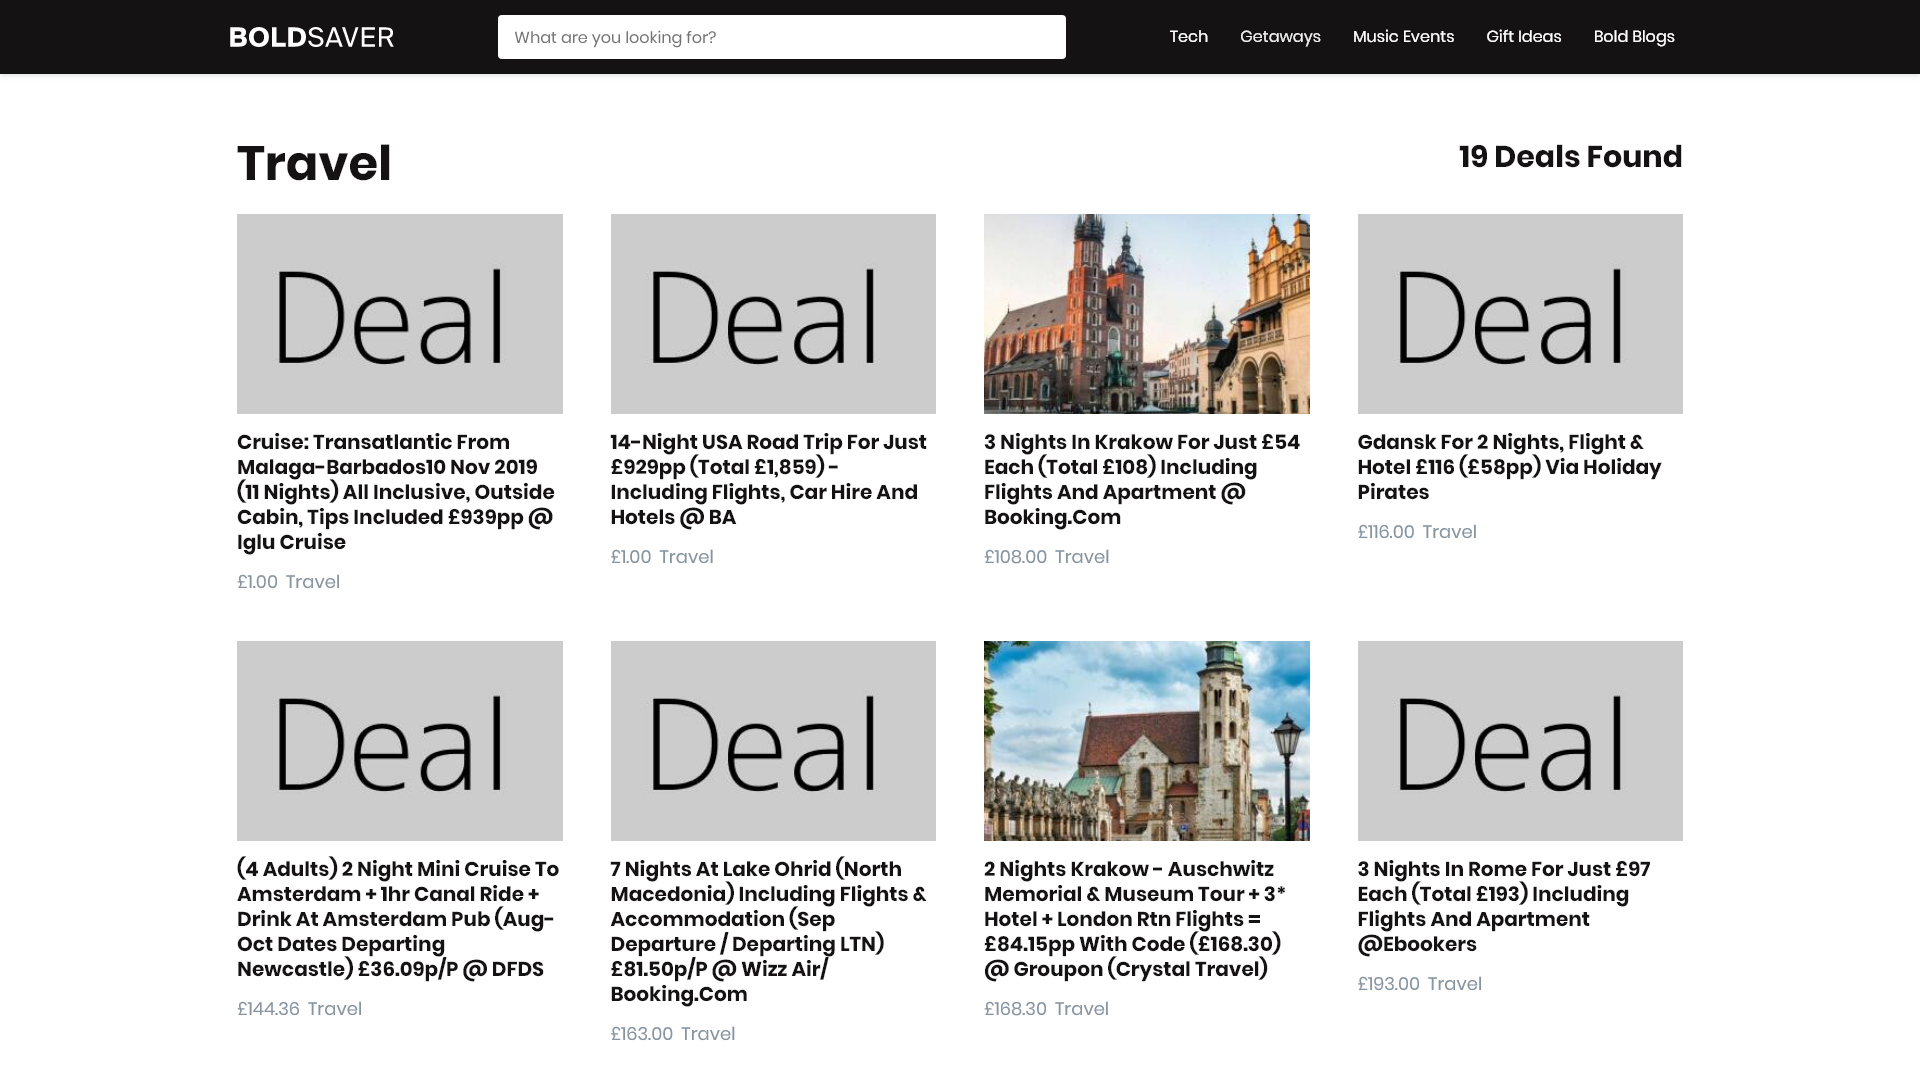 BOLDSAVER
What are you looking for?
Tech
Getaways
Music Events
Gift Ideas
Bold Blogs
Travel
19 Deals Found
Deal
Cruise: Transatlantic From
Malaga-Barbados10 Nov 2019
(11 Nights) All Inclusive, Outside
Cabin, Tips Included £939pp @
Iglu Cruise
£1.00 Travel
Deal
14-Night USA Road Trip For Just
£929pp (Total £1,859) -
Including Flights, Car Hire And
Hotels @ BA
£1.00 Travel
3 Nights In Krakow For Just £54
Each (Total £108) Including
Flights And Apartment @
Booking.Com
£108.00 Travel
Deal
Gdansk For 2 Nights, Flight &
Hotel £116 (£58pp) Via Holiday
Pirates
£116.00 Travel
Deal
(4 Adults) 2 Night Mini Cruise To
Amsterdam + 1hr Canal Ride +
Drink At Amsterdam Pub (Aug-
Oct Dates Departing
Newcastle) £36.09p/P @ DFDS
£144.36 Travel
Deal
7 Nights At Lake Ohrid (North
Macedonia) Including Flights &
Accommodation (Sep
Departure / Departing LTN)
£81.50p/P @ Wizz Air/
Booking.Com
£163.00 Travel
2 Nights Krakow - Auschwitz
Memorial & Museum Tour + 3*
Hotel + London Rtn Flights =
£84.15pp With Code (£168.30)
@ Groupon (Crystal Travel)
£168.30 Travel
Deal
3 Nights In Rome For Just £97
Each (Total £193) Including
Flights And Apartment
@Ebookers
£193.00 Travel